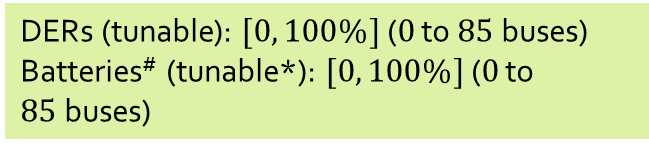 DERs (tunable): [0, 100%] (0 to 85 buses)
Batteries# (tunable*): [0, 100%] (0 to
85 buses)